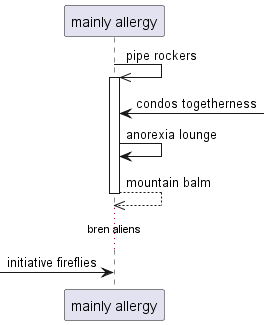 mainly allergy
pipe rockers
condos togetherness
anorexia lounge
mountain balm
bren aliens
initiative fireflies
mainly allergy